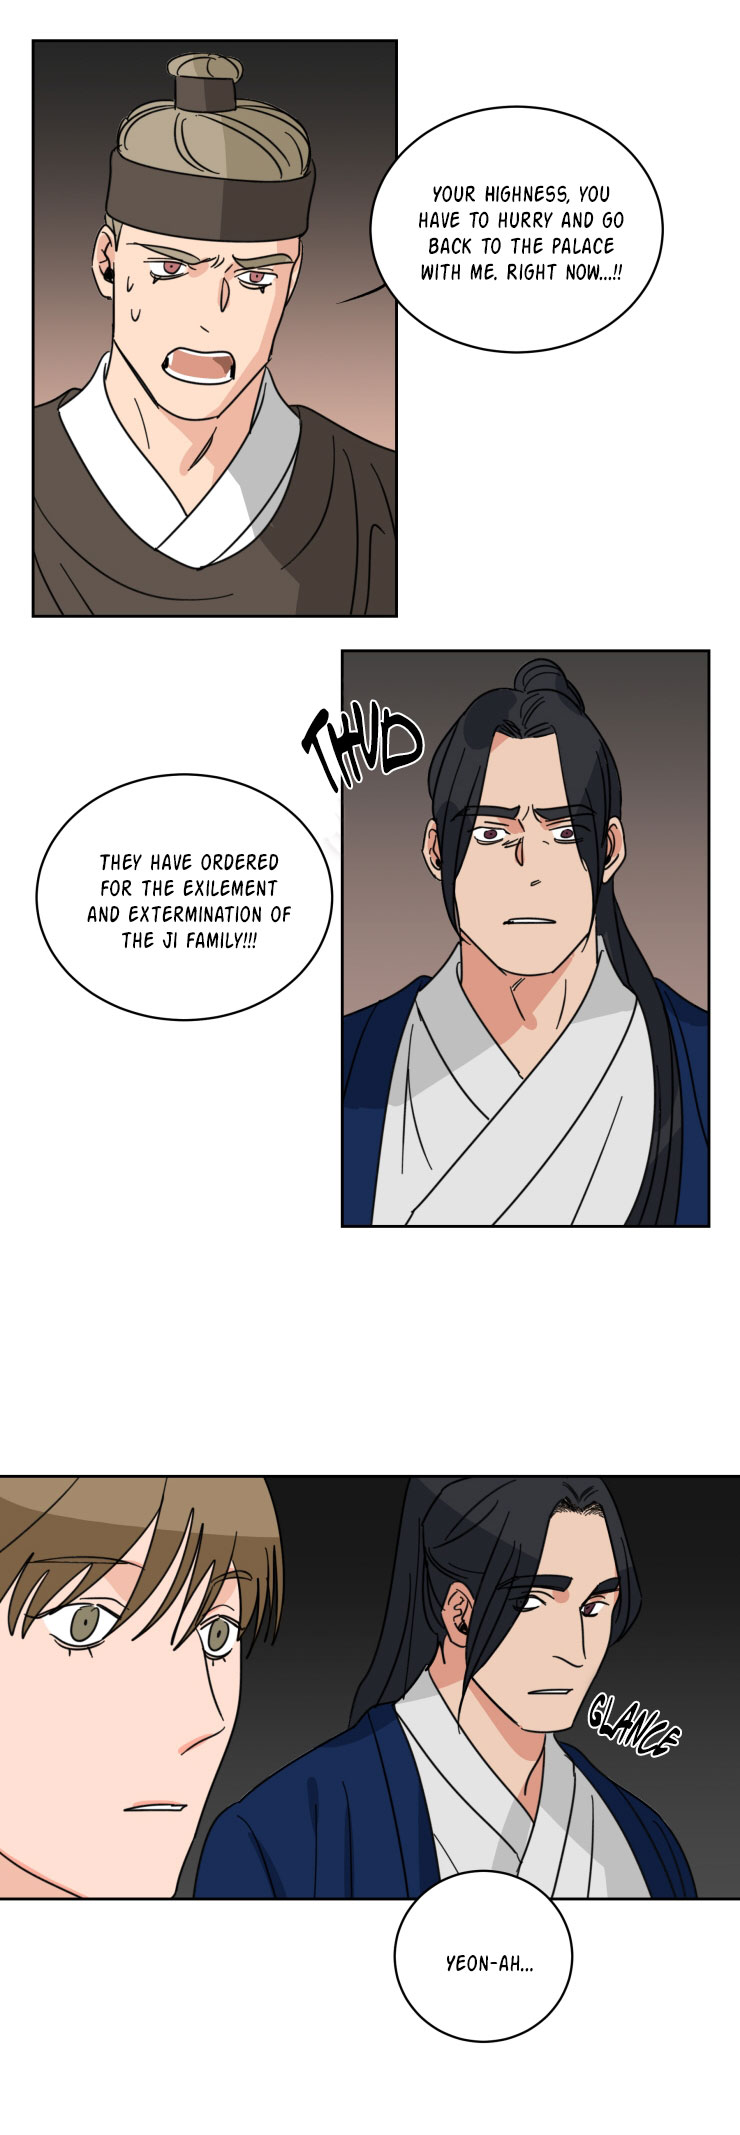 YOUR HIGHNESS, YOU
HAVE TO HURRY AND GO
BACK TO THE PALACE
WITH ME. RIGHT NOW...!!
THUD
THEY HAVE ORDERED
FOR THE EXILEMENT
AND EXTERMINATION OF
THE JI FAMILY!!!
GLANCE
YEON-AH...